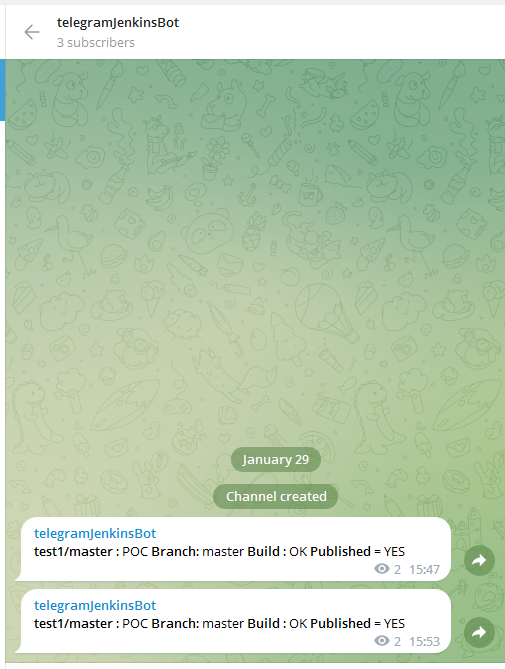 telegramJenkinsBot
3 subscribers
January 29
Channel created
telegramJenkinsBot
test1/master : POC Branch: master Build : OK Published = YES
2 15:47
telegramJenkinsBot
test1/master : POC Branch: master Build : OK Published = YES
2 15:53